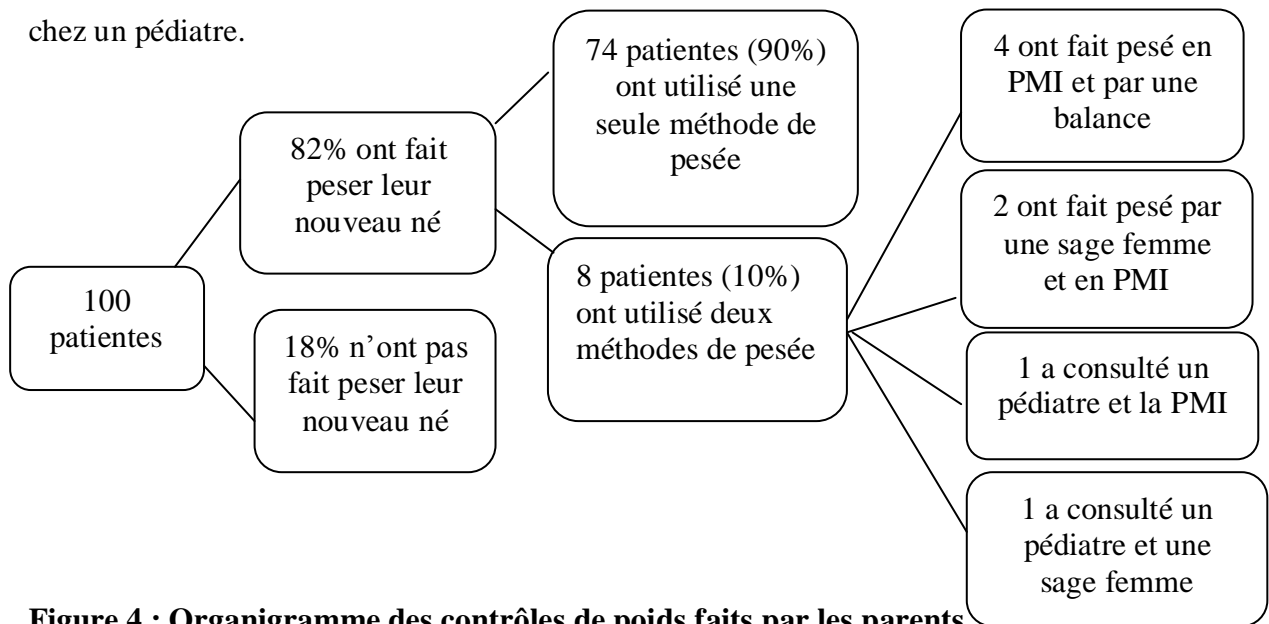 chez un pédiatre.
100
patientes
82% ont fait
peser leur
nouveau né
18% n’ont pas
fait peser leur
nouveau né
74 patientes (90%)
ont utilisé une
seule méthode de
pesée
8 patientes (10%)
ont utilisé deux
méthodes de pesée
4 ont fait pesé en
PMI et par une
balance
2 ont fait pesé par
une sage femme
et en PMI
1 a consulté un
pédiatre et la PMI
1 a consulté un
pédiatre et une
sage femme
Figure 4 : Organigramme des contrôles de poids faits par les parents